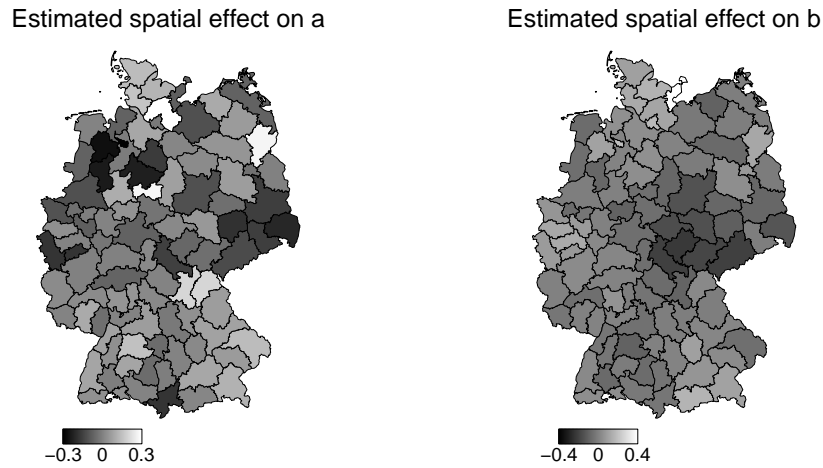 Estimated spatial effect on a
Estimated spatial effect on b
−0.3 0 0.3
−0.4 0 0.4